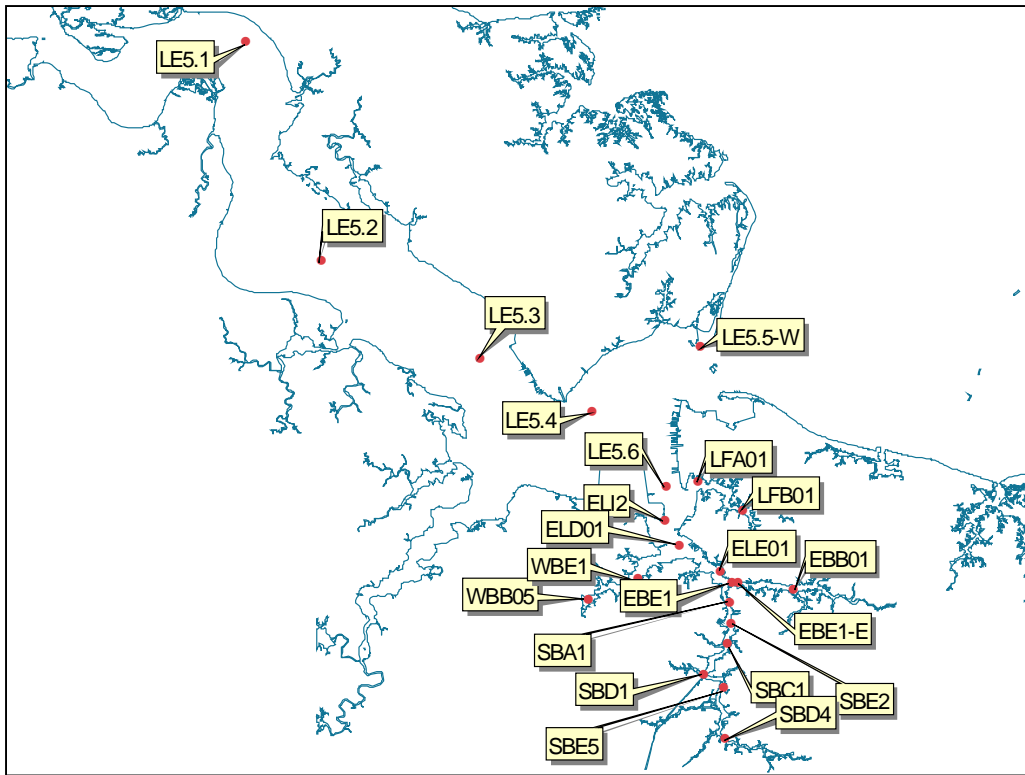 LE5.1
LE5.2
LE5.3
LE5.5-W
LE5.4
LE5.6
LFA01
LFB01
ELI2
ELD01
ELE01
EBB01
WBE1
WBB05
EBE1
EBE1-E
SBA1
SBD1
SBC1
SBE2
SBD4
SBE5